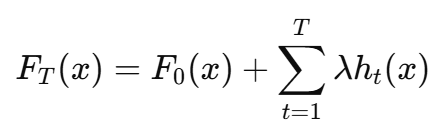 F_T(x) = F_0(x) + \sum_{t=1}^{T} \lambda h_t(x)